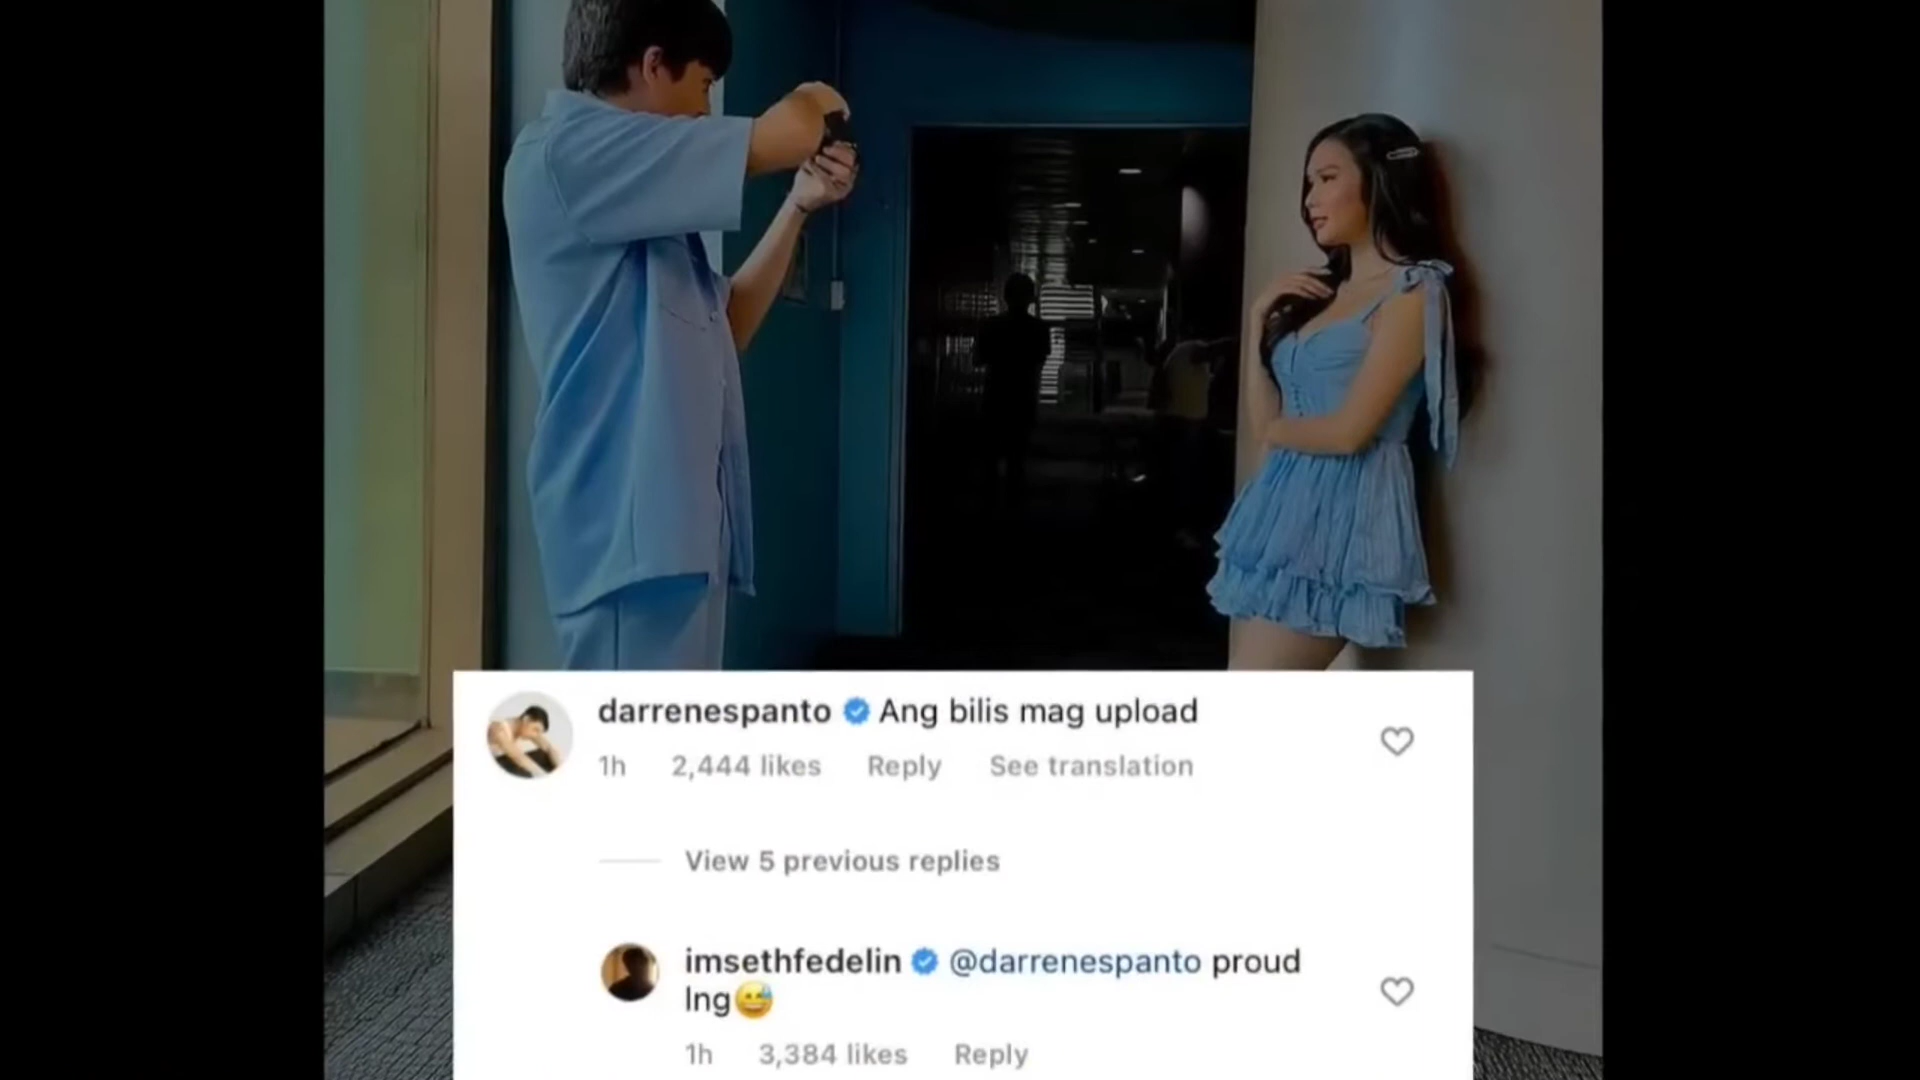 darrenespanto Ang bilis mag upload
1h 2,444 likes Reply See translation
View 5 previous replies
imsethfedelin @darrenespanto proud
lng😅
1h 3,384 likes Reply